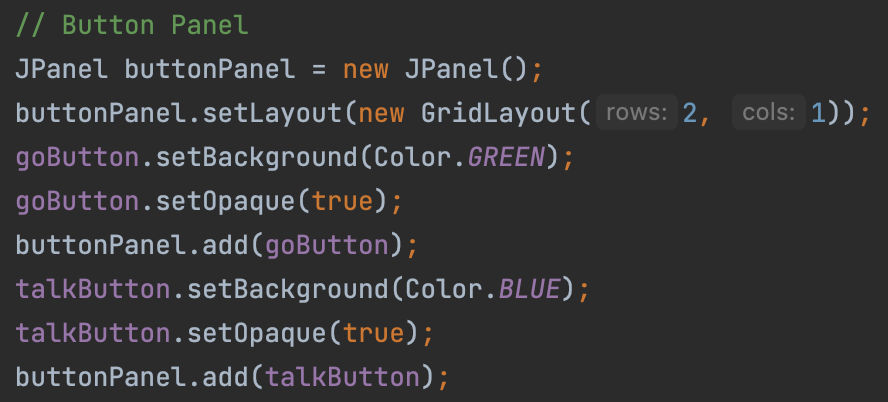 // Button Panel
JPanel buttonPanel = new JPanel();
buttonPanel.setLayout(new GridLayout( rows: 2, cols: 1));
goButton.setBackground(Color.GREEN);
goButton.setOpaque(true);
buttonPanel.add(goButton);
talkButton.setBackground(Color.BLUE);
talkButton.setOpaque(true);
buttonPanel.add(talkButton);